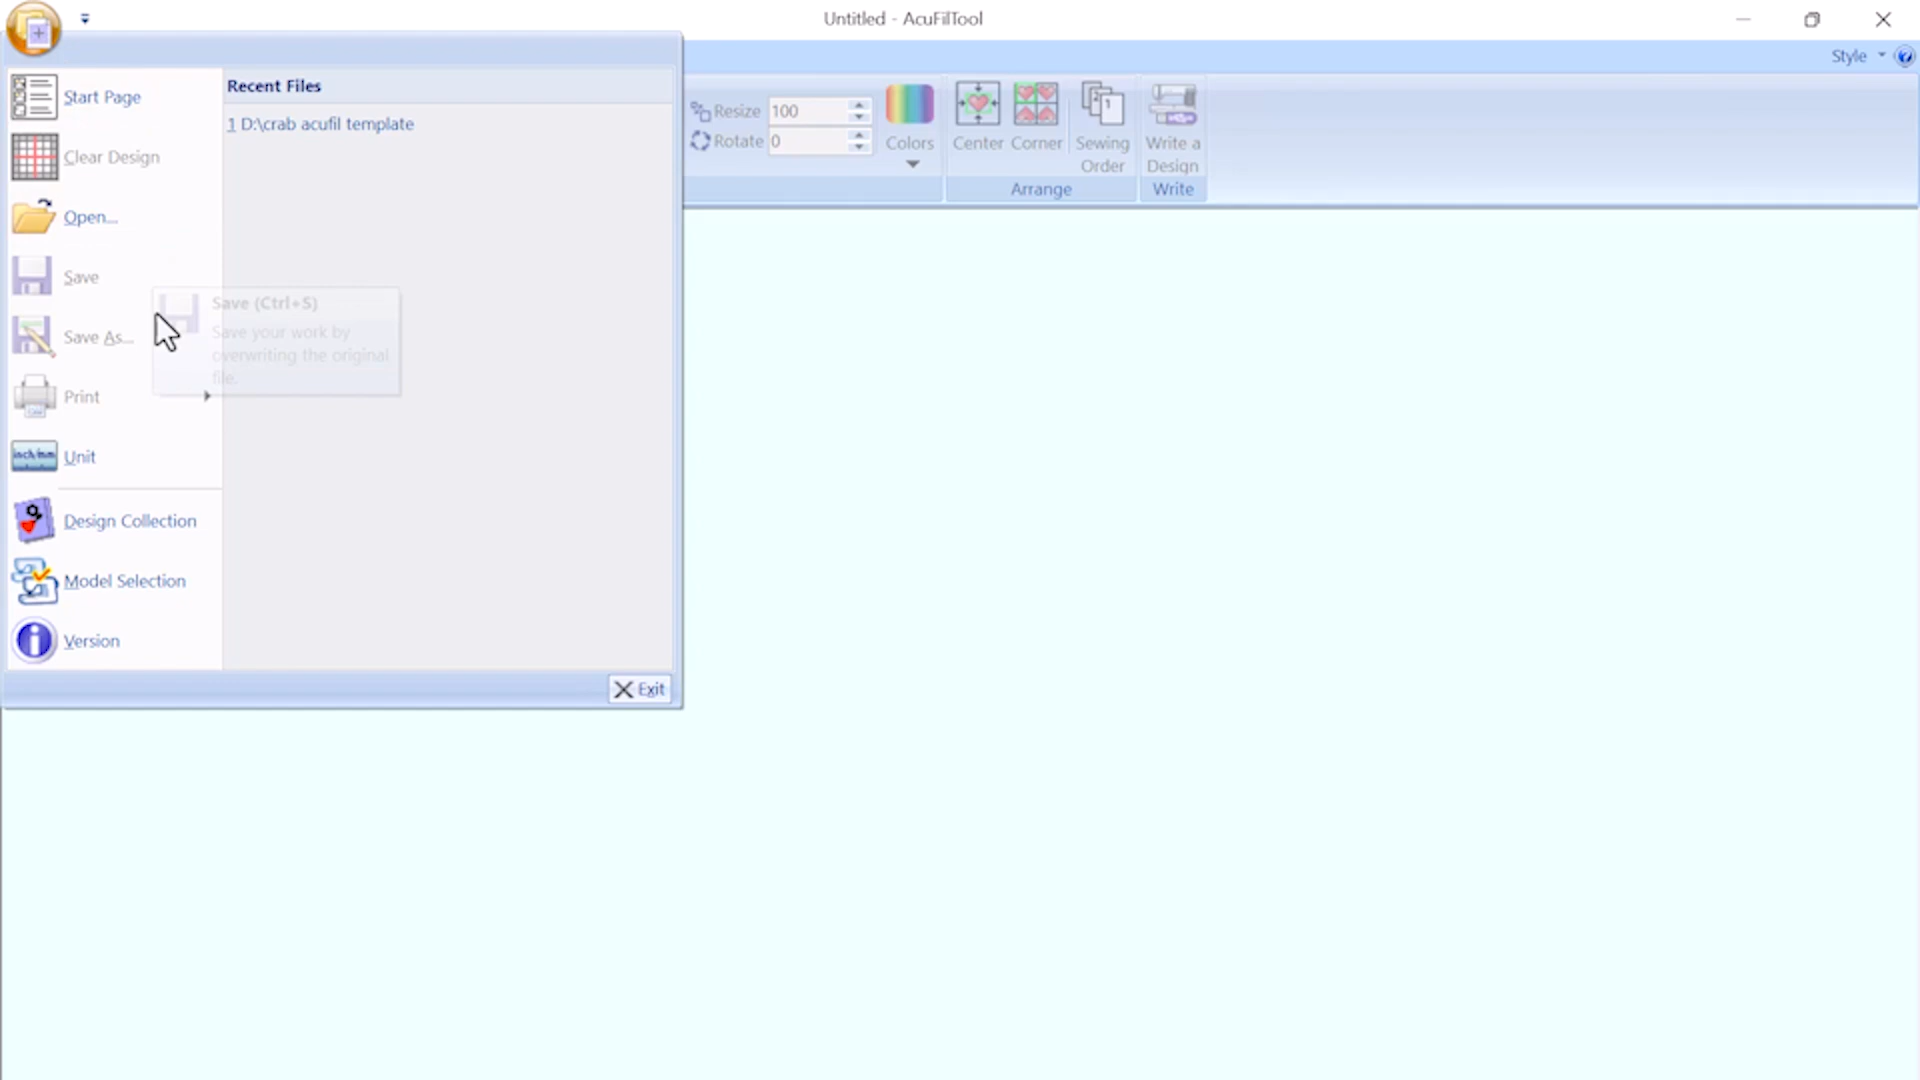 Untitled - AcuFilTool
Style
Start Page
Clear Design
Open...
Save
Save As...
Print
Unit
Design Collection
Model Selection
Version
Recent Files
1 D:\crab acufil template
Save (Ctrl+S)
Save your work by
overwriting the original
file.
Exit
Resize 100
Rotate 0
Colors
Center
Corner
Sewing
Order
Arrange
Write a
Design
Write
inch/mm